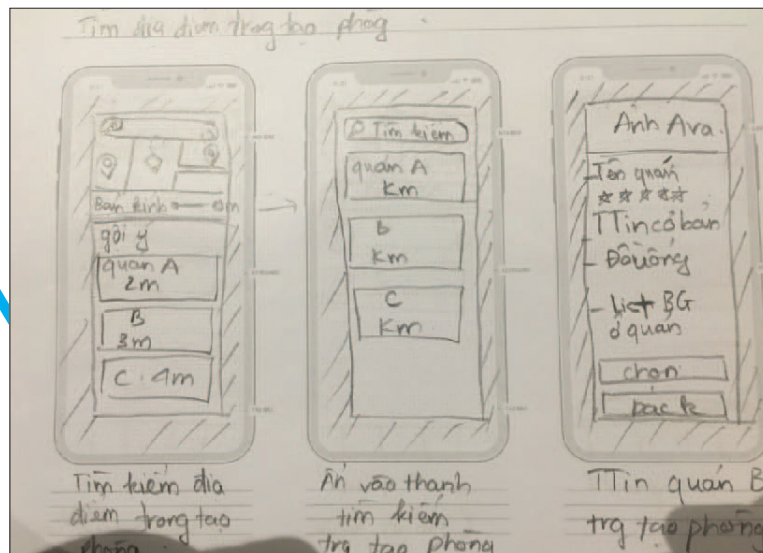 Tìm địa điểm trong tạo phòng
Bán kính
gợi ý
quán A
2m
B
3m
C. 4m
Tìm kiếm địa
điểm trong tạo
phòng
Tìm kiếm
quán A
Km
B
Km
C
Km
Ấn vào thanh
tìm kiếm
trg tạo phòng
Ảnh Ava
- Tên quán
TTin cơ bản
- Đồ uống
- List BG
ở quán
chọn
back
TTin quán B
trg tạo phòng